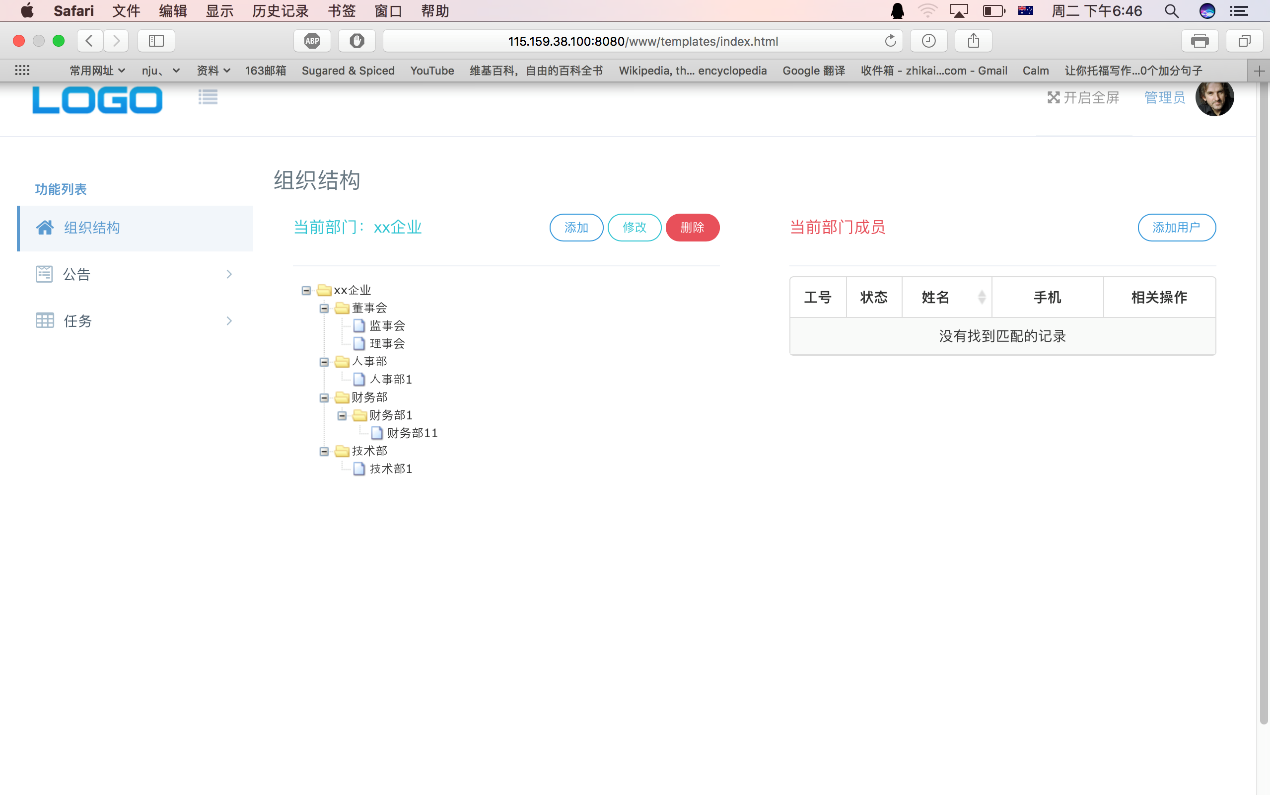 Safari 文件 编辑 显示 历史记录 书签 窗口 帮助 周二 下午6:46
ABP 115.159.38.100:8080/www/templates/index.html
常用网址 nju、 资料 163邮箱 Sugared & Spiced YouTube 维基百科，自由的百科全书 Wikipedia, th... encyclopedia Google 翻译 收件箱 - zhikai...com - Gmail Calm 让你托福写作...0个加分句子
LOGO 开启全屏 管理员
组织结构
功能列表
组织结构
公告
任务
当前部门：xx企业 添加 修改 删除
xx企业
董事会
监事会
理事会
人事部
人事部1
财务部
财务部1
财务部11
技术部
技术部1
当前部门成员 添加用户
工号 状态 姓名 手机 相关操作
没有找到匹配的记录